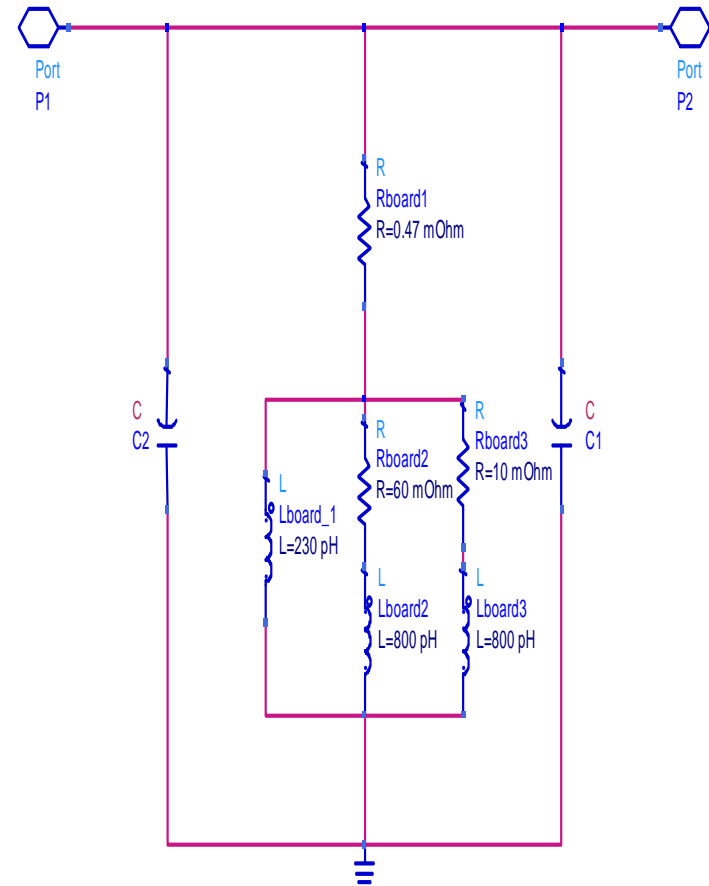 Port
P1
Port
P2
R
Rboard1
R=0.47 mOhm
C
C2
R
Rboard2
R=60 mOhm
R
Rboard3
R=10 mOhm
C
C1
L
Lboard_1
L=230 pH
L
Lboard2
L=800 pH
L
Lboard3
L=800 pH